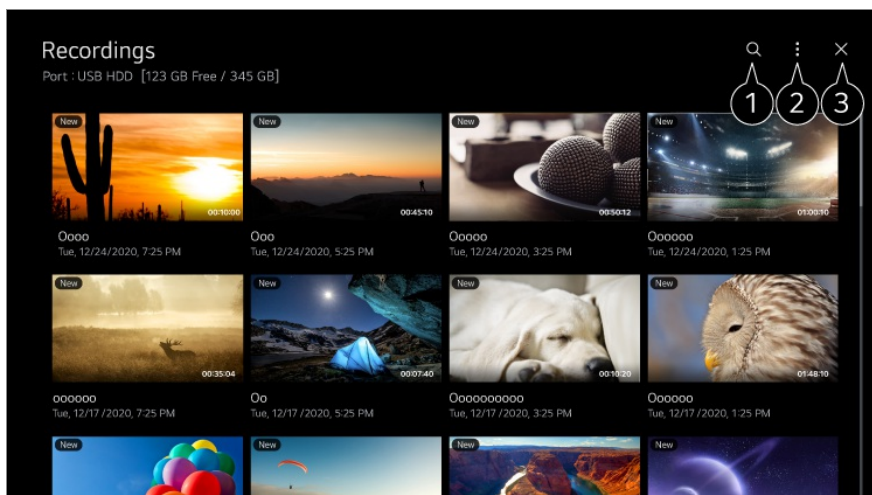 Recordings
Port : USB HDD [123 GB Free / 345 GB]
1 2 3
New New New New
00:10:00 00:45:10 00:50:12 01:00:10
Oooo Ooo Ooooo Oooooo
Tue, 12/24/2020, 7:25 PM Tue, 12/24/2020, 5:25 PM Tue, 12/24/2020, 3:25 PM Tue, 12/24/2020, 1:25 PM
New New New New
00:35:04 00:07:40 00:10:20 01:48:10
oooooo Oo Oooooooooo Oooooo
Tue, 12/17 /2020, 7:25 PM Tue, 12/17 /2020, 5:25 PM Tue, 12/17 /2020, 3:25 PM Tue, 12/17 /2020, 1:25 PM
New New New New